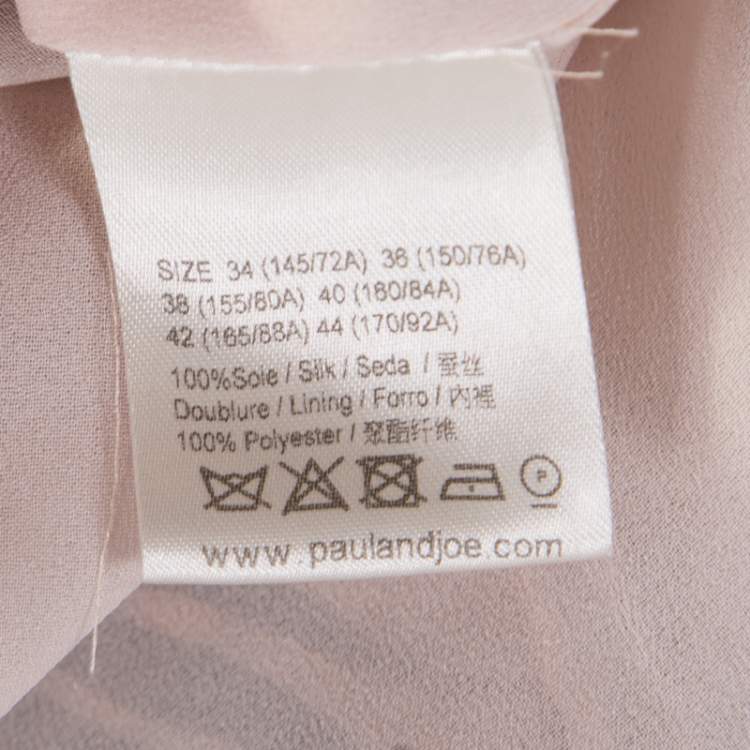 SIZE 34 (145/72A) 36 (150/76A)
38 (155/80A) 40 (160/84A)
42 (165/88A) 44 (170/92A)
100%Soie / Silk / Seda / 蚕丝
Doublure / Lining / Forro / 內裡
100% Polyester / 聚酯纤维
P
www.paulandjoe.com